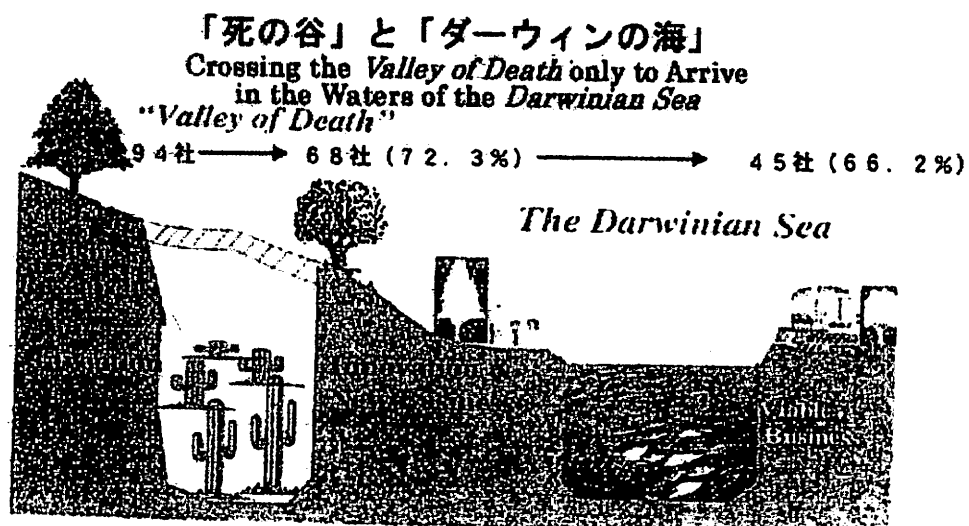 「死の谷」と「ダーウィンの海」
Crossing the Valley of Death only to Arrive
in the Waters of the Darwinian Sea
"Valley of Death"
94社 → 68社 (72.3%) → 45社 (66.2%)
The Darwinian Sea
Business